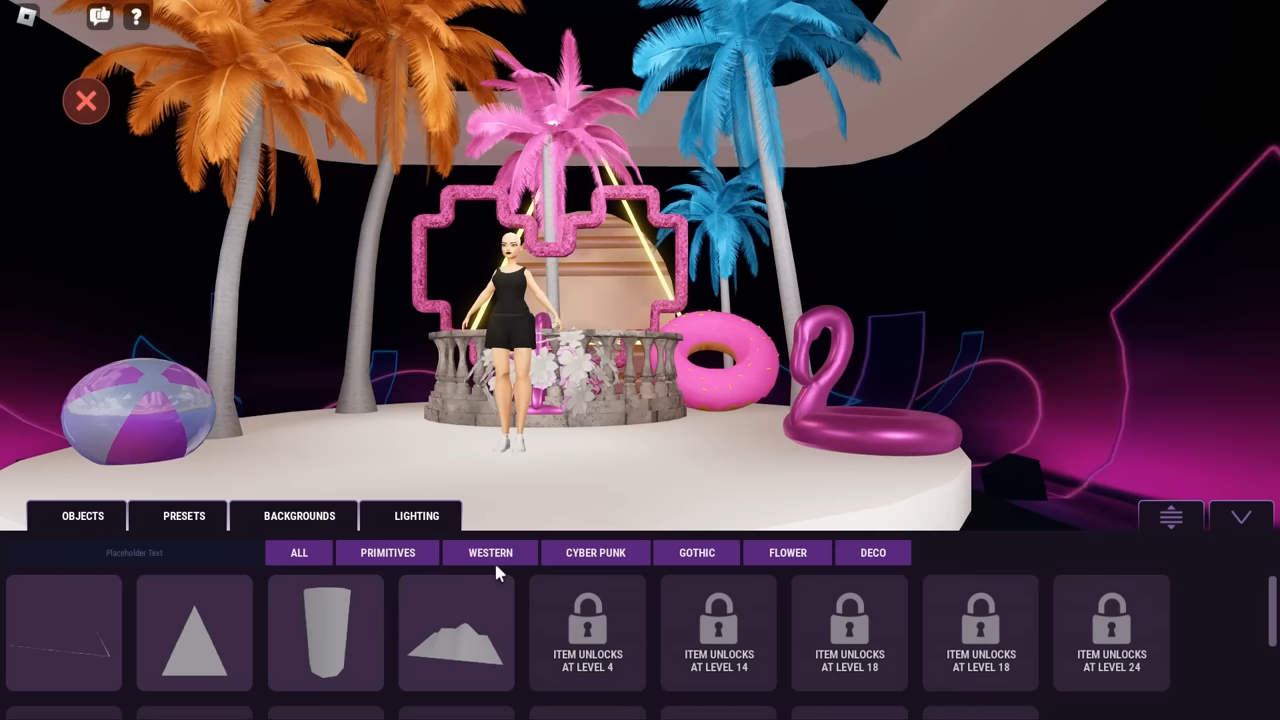 ?
OBJECTS
PRESETS
BACKGROUNDS
LIGHTING
Placeholder Text
ALL
PRIMITIVES
WESTERN
CYBER PUNK
GOTHIC
FLOWER
DECO
ITEM UNLOCKS
AT LEVEL 4
ITEM UNLOCKS
AT LEVEL 14
ITEM UNLOCKS
AT LEVEL 18
ITEM UNLOCKS
AT LEVEL 18
ITEM UNLOCKS
AT LEVEL 24